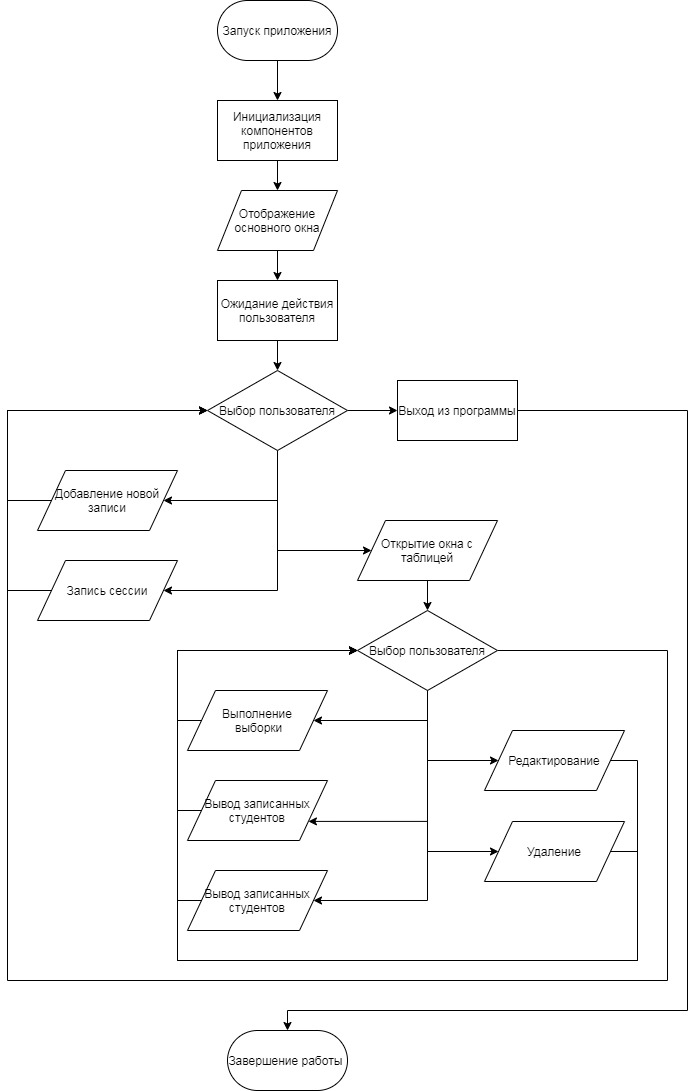 Запуск приложения
Инициализация
компонентов
приложения
Отображение
основного окна
Ожидание действия
пользователя
Выбор пользователя
Выход из программы
Добавление новой
записи
Открытие окна с
таблицей
Запись сессии
Выбор пользователя
Выполнение
выборки
Редактирование
Вывод записанных
студентов
Удаление
Вывод записанных
студентов
Завершение работы